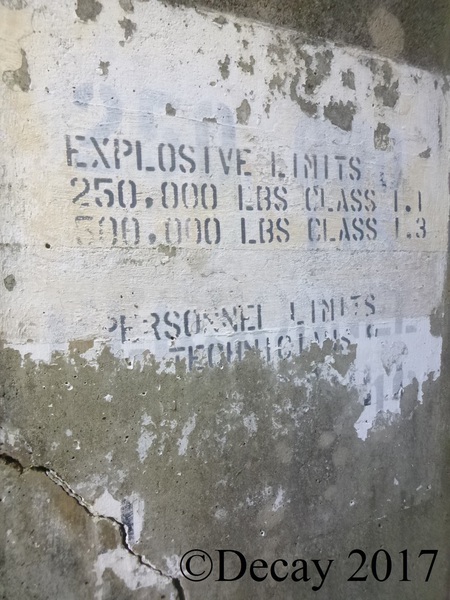 EXPLOSIVE LIMITS
250,000 LBS CLASS 1.1
500,000 LBS CLASS 1.3
PERSONNEL LIMITS
TECHNICIANS
©Decay 2017